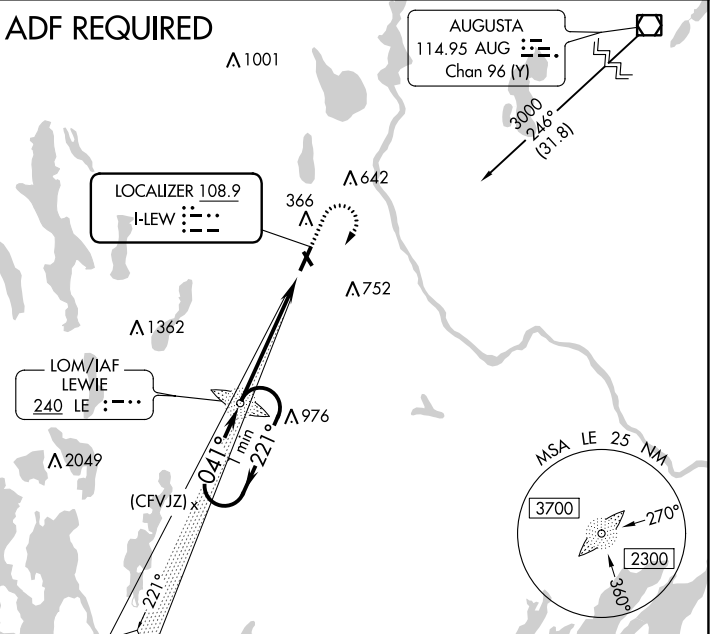 ADF REQUIRED
1001
AUGUSTA
114.95 AUG
Chan 96 (Y)
3000
246°
(31.8)
642
LOCALIZER 108.9
I-LEW
366
752
1362
LOM/IAF
LEWIE
240 LE
976
041°
1 min
221°
2049
(CFVJZ) x
221°
MSA LE 25 NM
3700
270°
2300
360°